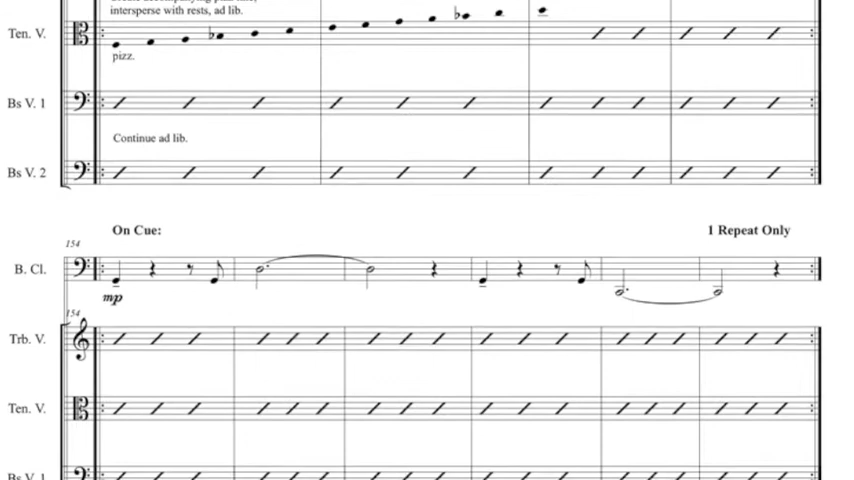 intersperse with rests, ad lib.
Ten. V.
pizz.
Bs V. 1
Continue ad lib.
Bs V. 2
On Cue: 1 Repeat Only
154
B. Cl.
mp
154
Trb. V.
Ten. V.
Bs V. 1